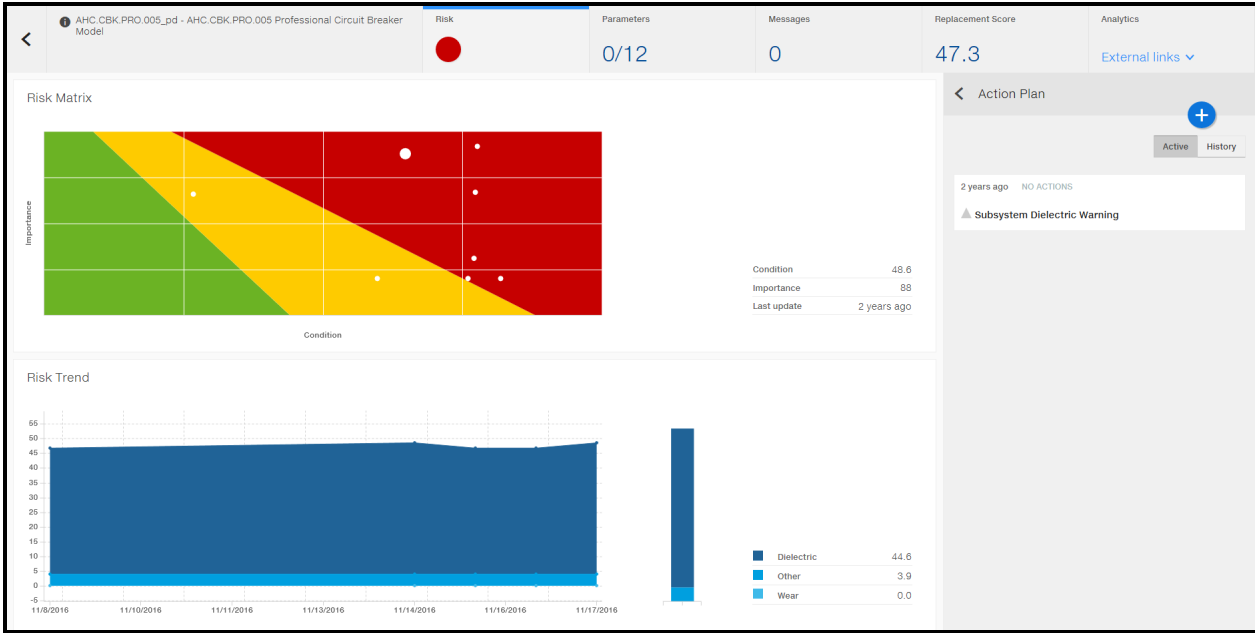 AHC.CBK.PRO.005_pd - AHC.CBK.PRO.005 Professional Circuit Breaker
Model
Risk
Parameters
0/12
Messages
0
Replacement Score
47.3
Analytics
External links
Risk Matrix
Importance
Condition
Condition 48.6
Importance 88
Last update 2 years ago
Action Plan
+
Active History
2 years ago NO ACTIONS
Subsystem Dielectric Warning
Risk Trend
55
50
45
40
35
30
25
20
15
10
5
0
-5
11/8/2016 11/10/2016 11/11/2016 11/13/2016 11/14/2016 11/16/2016 11/17/2016
Dielectric 44.6
Other 3.9
Wear 0.0